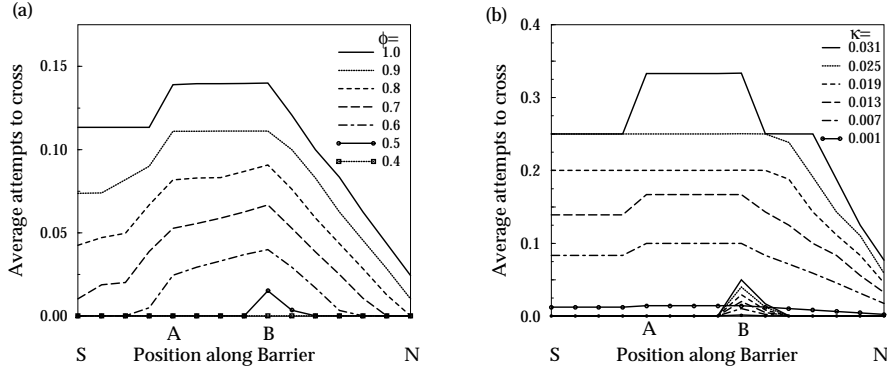 (a)
ϕ=
1.0
0.9
0.8
0.7
0.6
0.5
0.4
0.15
0.10
0.05
0.00
Average attempts to cross
A
B
S
Position along Barrier
N
(b)
κ=
0.031
0.025
0.019
0.013
0.007
0.001
0.4
0.3
0.2
0.1
0.0
Average attempts to cross
A
B
S
Position along Barrier
N